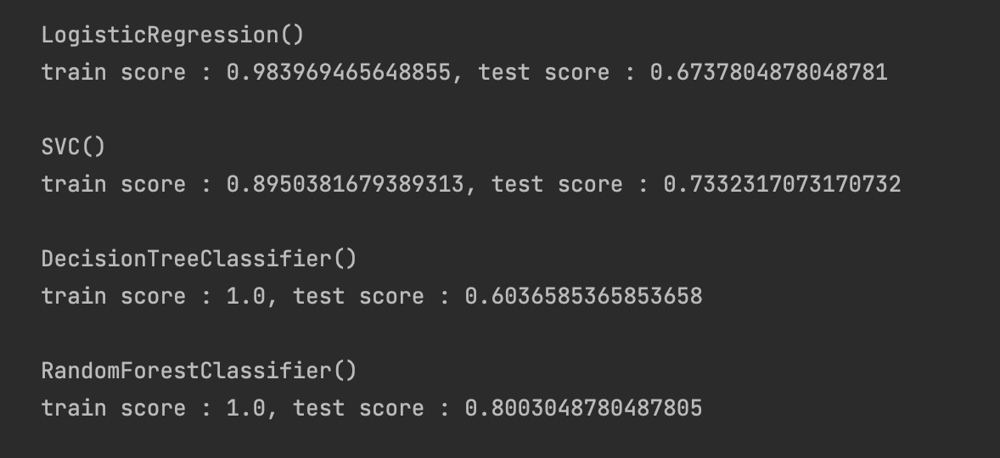 LogisticRegression()
train score : 0.983969465648855, test score : 0.6737804878048781
SVC()
train score : 0.8950381679389313, test score : 0.7332317073170732
DecisionTreeClassifier()
train score : 1.0, test score : 0.6036585365853658
RandomForestClassifier()
train score : 1.0, test score : 0.8003048780487805